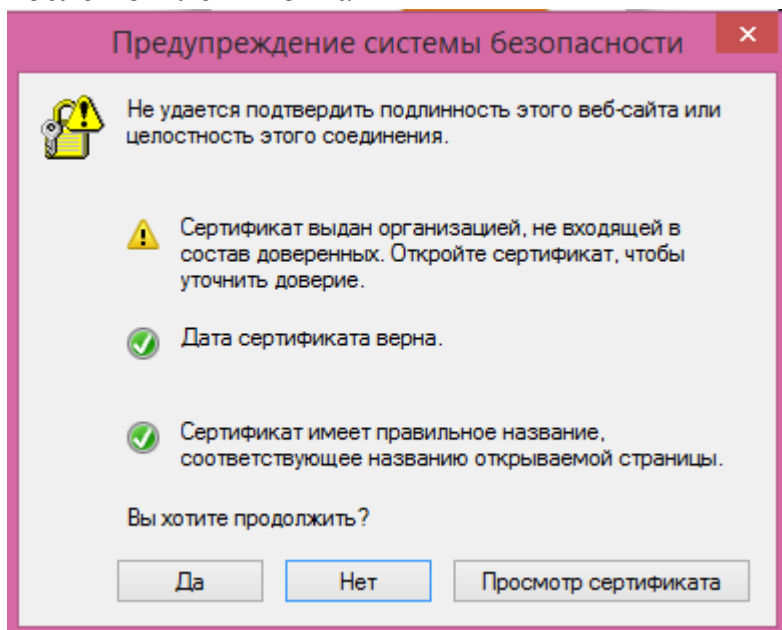 Предупреждение системы безопасности
Не удается подтвердить подлинность этого веб-сайта или
целостность этого соединения.
Сертификат выдан организацией, не входящей в
состав доверенных. Откройте сертификат, чтобы
уточнить доверие.
Дата сертификата верна.
Сертификат имеет правильное название,
соответствующее названию открываемой страницы.
Вы хотите продолжить?
Да
Нет
Просмотр сертификата